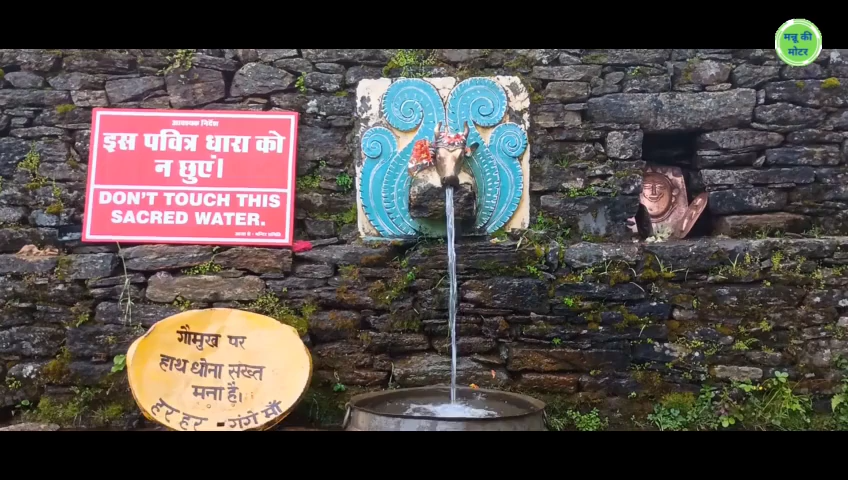 मन्नू की
मोटर
आवश्यक निर्देश
इस पवित्र धारा को
न छुएं।
DON'T TOUCH THIS
SACRED WATER.
गौमुख पर
हाथ धोना सख्त
मना है।
हर हर - गंगे माँ